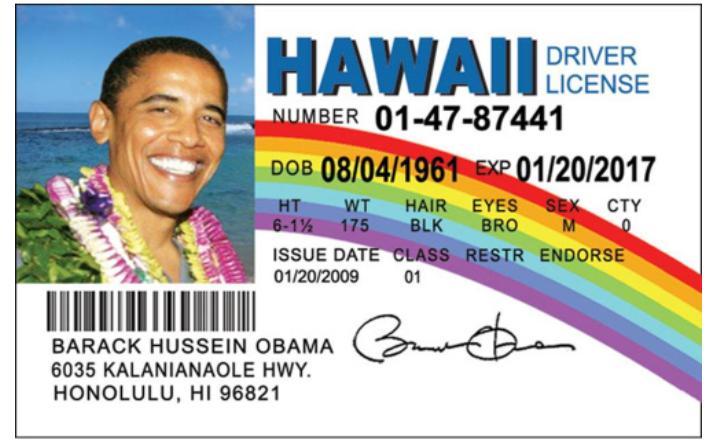 HAWAII DRIVER LICENSE
NUMBER 01-47-87441
DOB 08/04/1961 EXP 01/20/2017
HT WT HAIR EYES SEX CTY
6-1½ 175 BLK BRO M 0
ISSUE DATE CLASS RESTR ENDORSE
01/20/2009 01
BARACK HUSSEIN OBAMA
6035 KALANIANAOLE HWY.
HONOLULU, HI 96821